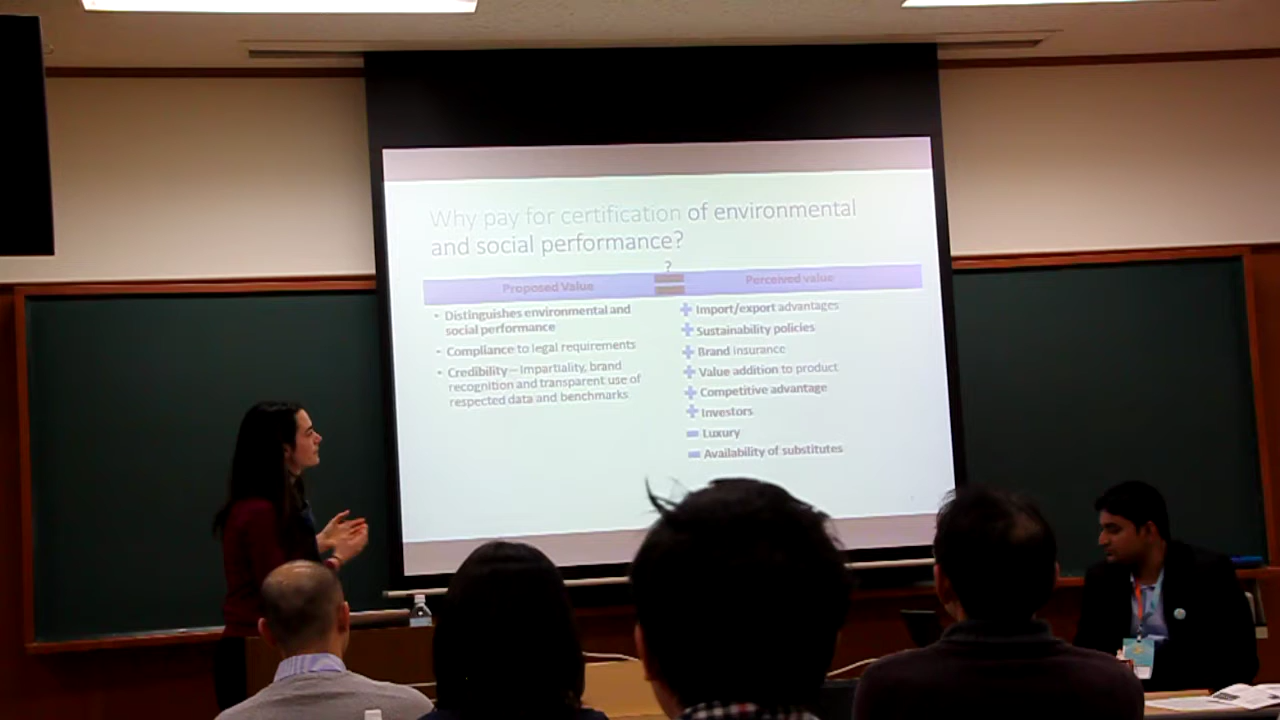 Why pay for certification of environmental
and social performance?
?
Proposed Value
Perceived value
• Distinguishes environmental and
social performance
• Compliance to legal requirements
• Credibility – Impartiality, brand
recognition and transparent use of
respected data and benchmarks
Import/export advantages
Sustainability policies
Brand insurance
Value addition to product
Competitive advantage
Investors
Luxury
Availability of substitutes